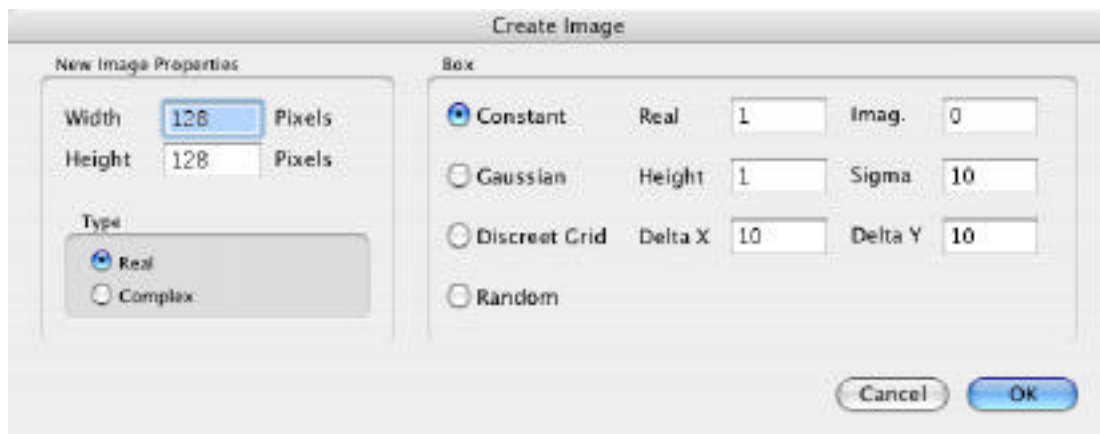 Create Image
New Image Properties
Width 128 Pixels
Height 128 Pixels
Type
Real
Complex
Box
Constant Real 1 Imag. 0
Gaussian Height 1 Sigma 10
Discreet Grid Delta X 10 Delta Y 10
Random
Cancel OK